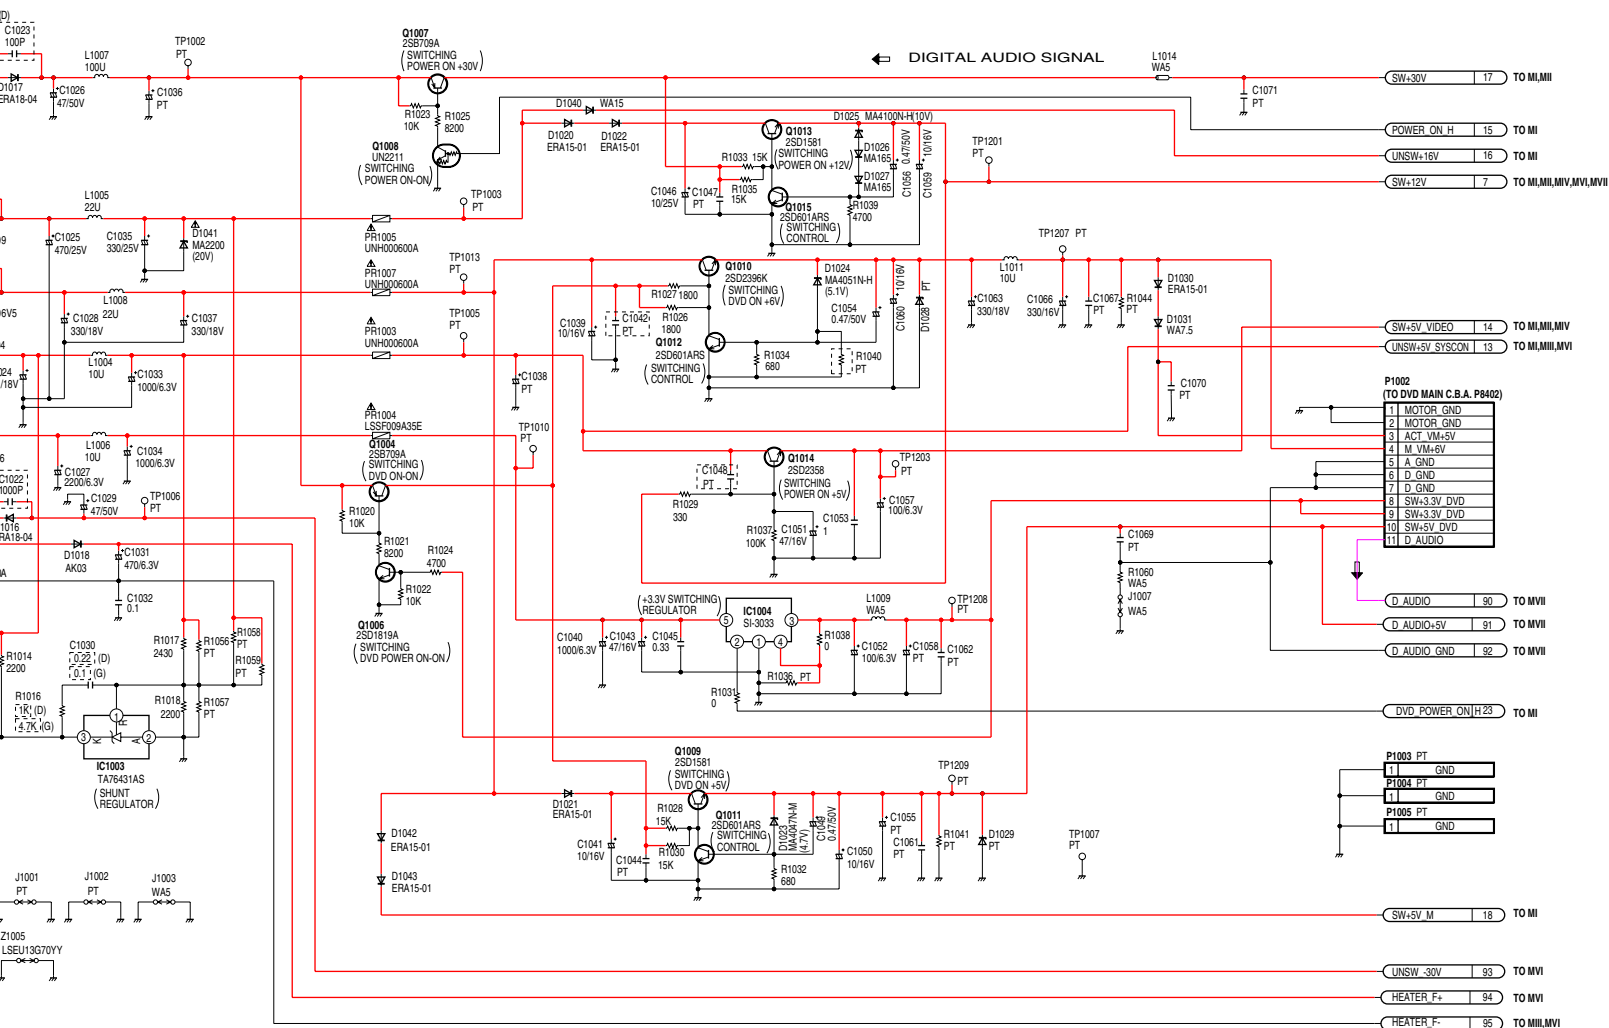 (D)
C1023
100P
D1017
ERA18-04
C1026
47/50V
L1007
100U
C1036
PT
TP1002
PT
Q1007
2SB709A
SWITCHING
POWER ON +30V
R1023
10K
R1025
8200
Q1008
UN2211
SWITCHING
POWER ON-ON
DIGITAL AUDIO SIGNAL
L1014
WA5
C1071
PT
SW+30V 17 TO MI,MII
POWER_ON_H 15 TO MI
UNSW+16V 16 TO MI
SW+12V 7 TO MI,MII,MIV,MVI,MVII
D1040 WA15
D1020
ERA15-01
D1022
ERA15-01
Q1013
2SD1581
SWITCHING
POWER ON +12V
D1025 MA4100N-H(10V)
D1026
MA165
D1027
MA165
C1056 0.47/50V
C1059 10/16V
TP1201
PT
R1033 15K
R1035
15K
C1046
10/25V
C1047
PT
Q1015
2SD601ARS
SWITCHING
CONTROL
R1039
4700
L1005
22U
C1025
470/25V
C1035
330/25V
D1041
MA2200
(20V)
PR1005
UNH000600A
TP1003
PT
PR1007
UNH000600A
TP1013
PT
L1008
22U
C1028
330/18V
C1037
330/18V
PR1003
UNH000600A
TP1005
PT
L1004
10U
C1033
1000/6.3V
C1038
PT
Q1010
2SD2396K
SWITCHING
DVD ON +6V
R1027 1800
R1026
1800
C1039
10/16V
C1042
PT
Q1012
2SD601ARS
SWITCHING
CONTROL
D1024
MA4051N-H
(5.1V)
C1054
0.47/50V
C1060 10/16V
D1028 PT
R1034
680
R1040
PT
C1063
330/18V
L1011
10U
TP1207 PT
C1066
330/16V
C1067
PT
R1044
PT
D1030
ERA15-01
D1031
WA7.5
C1070
PT
SW+5V_VIDEO 14 TO MI,MII,MIV
UNSW+5V_SYSCON 13 TO MI,MIII,MVI
P1002
(TO DVD MAIN C.B.A. P8402)
1 MOTOR_GND
2 MOTOR_GND
3 ACT_VM+5V
4 M_VM+6V
5 A_GND
6 D_GND
7 D_GND
8 SW+3.3V_DVD
9 SW+3.3V_DVD
10 SW+5V_DVD
11 D_AUDIO
PR1004
LSSF009A35E
Q1004
2SB709A
SWITCHING
DVD ON-ON
TP1010
PT
L1006
10U
C1034
1000/6.3V
C1027
2200/6.3V
C1022
1000P
C1029
47/50V
TP1006
PT
D1018
AK03
C1031
470/6.3V
C1032
0.1
R1020
10K
R1021
8200
R1024
4700
R1022
10K
Q1006
2SD1819A
SWITCHING
DVD POWER ON-ON
Q1014
2SD2358
SWITCHING
POWER ON +5V
C1048
PT
R1029
330
R1037
100K
C1051
47/16V
C1053
1
C1057
100/6.3V
TP1203
PT
C1069
PT
R1060
WA5
J1007
WA5
D_AUDIO 90 TO MVII
D_AUDIO+5V 91 TO MVII
D_AUDIO_GND 92 TO MVII
DVD_POWER_ON_H 23 TO MI
+3.3V SWITCHING
REGULATOR
IC1004
SI-3033
5 3 2 1 4
L1009
WA5
TP1208
PT
C1040
1000/6.3V
C1043
47/16V
C1045
0.33
R1038
0
C1052
100/6.3V
C1058
PT
C1062
PT
R1036 PT
R1031
0
R1014
2200
C1030
0.22 (D)
0.1 (G)
R1016
1K (D)
4.7K (G)
R1017
2430
R1056
PT
R1058
PT
R1059
PT
R1018
2200
R1057
PT
1 R
3 K A 2
IC1003
TA76431AS
SHUNT
REGULATOR
Q1009
2SD1581
SWITCHING
DVD ON +5V
D1021
ERA15-01
D1042
ERA15-01
D1043
ERA15-01
C1041
10/16V
C1044
PT
R1028
15K
R1030
15K
Q1011
2SD601ARS
SWITCHING
CONTROL
D1023
MA4047N-M
(4.7V)
C1049
0.47/50V
R1032
680
C1050
10/16V
C1055
PT
C1061
PT
R1041
PT
D1029
PT
TP1209
PT
TP1007
PT
P1003 PT
1 GND
P1004 PT
1 GND
P1005 PT
1 GND
J1001
PT
J1002
PT
J1003
WA5
Z1005
LSEU13G70YY
SW+5V_M 18 TO MI
UNSW_-30V 93 TO MVI
HEATER_F+ 94 TO MVI
HEATER_F- 95 TO MIII,MVI